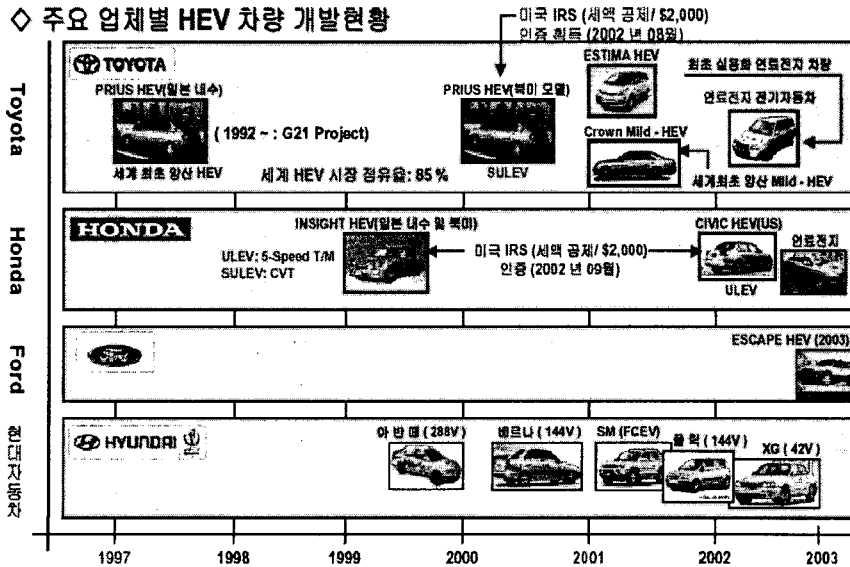 ◇ 주요 업체별 HEV 차량 개발현황
미국 IRS (세액 공제/ $2,000)
인증 획득 (2002 년 08월)
Toyota
TOYOTA
PRIUS HEV(일본 내수)
( 1992 ~ : G21 Project)
세계 최초 양산 HEV
세계 HEV 시장 점유율: 85 %
PRIUS HEV(북미 모델)
SULEV
ESTIMA HEV
Crown Mild - HEV
최초 실용화 연료전지 차량
연료전지 전기자동차
세계최초 양산 Mild - HEV
Honda
HONDA
ULEV: 5-Speed T/M
SULEV: CVT
INSIGHT HEV(일본 내수 및 북미)
미국 IRS (세액 공제/ $2,000)
인증 (2002 년 09월)
CIVIC HEV(US)
ULEV
연료전지
Ford
Ford
ESCAPE HEV (2003)
현대자동차
HYUNDAI
아 반 떼 ( 288V )
베르나 ( 144V )
SM (FCEV)
클 릭 ( 144V )
XG ( 42V )
1997 1998 1999 2000 2001 2002 2003